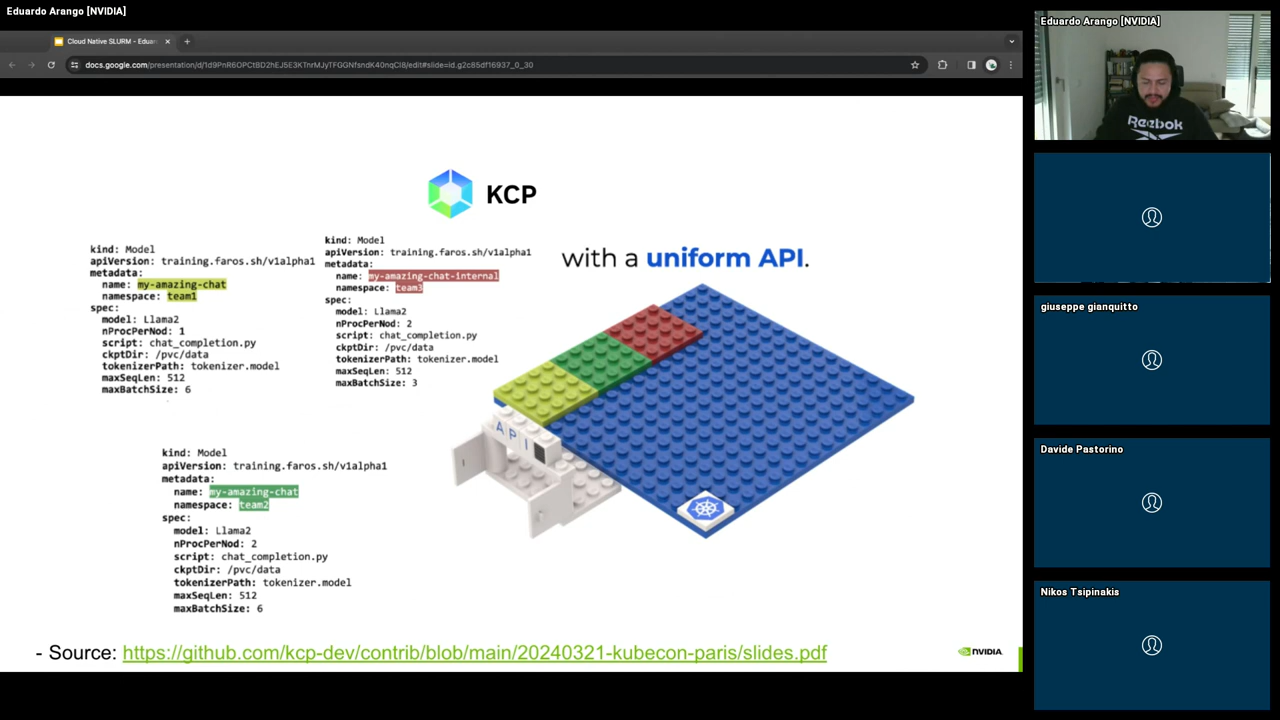 Eduardo Arango [NVIDIA]
Cloud Native SLURM - Eduar
docs.google.com/presentation/d/1d9PnR6OPCtBD2hEJ5E3KTnrMJyTFGGNfsndK40nqCI8/edit#slide=id.g2c85df16937_0_30
KCP
with a uniform API.
kind: Model
apiVersion: training.faros.sh/v1alpha1
metadata:
name: my-amazing-chat
namespace: team1
spec:
model: Llama2
nProcPerNod: 1
script: chat_completion.py
ckptDir: /pvc/data
tokenizerPath: tokenizer.model
maxSeqLen: 512
maxBatchSize: 6
kind: Model
apiVersion: training.faros.sh/v1alpha1
metadata:
name: my-amazing-chat-internal
namespace: team3
spec:
model: Llama2
nProcPerNod: 2
script: chat_completion.py
ckptDir: /pvc/data
tokenizerPath: tokenizer.model
maxSeqLen: 512
maxBatchSize: 3
API
kind: Model
apiVersion: training.faros.sh/v1alpha1
metadata:
name: my-amazing-chat
namespace: team2
spec:
model: Llama2
nProcPerNod: 2
script: chat_completion.py
ckptDir: /pvc/data
tokenizerPath: tokenizer.model
maxSeqLen: 512
maxBatchSize: 6
- Source: https://github.com/kcp-dev/contrib/blob/main/20240321-kubecon-paris/slides.pdf
NVIDIA.
Eduardo Arango [NVIDIA]
Reebok
giuseppe gianquitto
Davide Pastorino
Nikos Tsipinakis